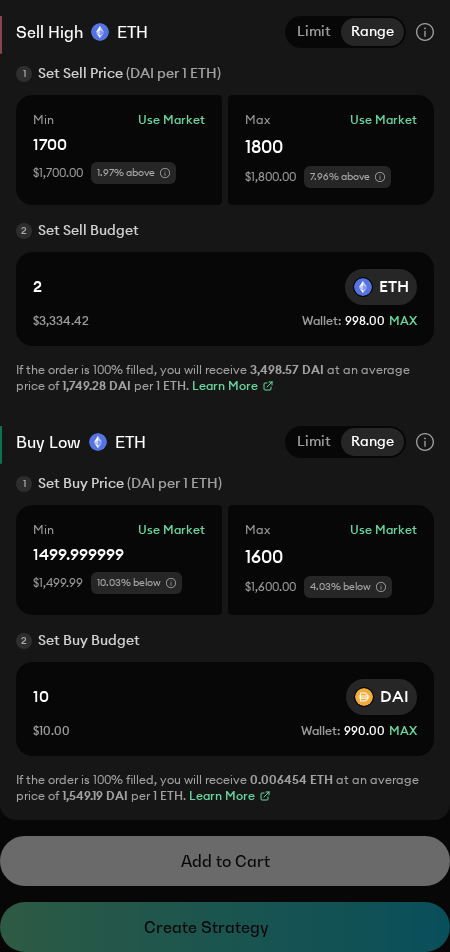 Sell High ETH Limit Range
1 Set Sell Price (DAI per 1 ETH)
Min Use Market Max Use Market
1700 1800
$1,700.00 1.97% above $1,800.00 7.96% above
2 Set Sell Budget
2 ETH
$3,334.42 Wallet: 998.00 MAX
If the order is 100% filled, you will receive 3,498.57 DAI at an average
price of 1,749.28 DAI per 1 ETH. Learn More
Buy Low ETH Limit Range
1 Set Buy Price (DAI per 1 ETH)
Min Use Market Max Use Market
1499.999999 1600
$1,499.99 10.03% below $1,600.00 4.03% below
2 Set Buy Budget
10 DAI
$10.00 Wallet: 990.00 MAX
If the order is 100% filled, you will receive 0.006454 ETH at an average
price of 1,549.19 DAI per 1 ETH. Learn More
Add to Cart
Create Strategy